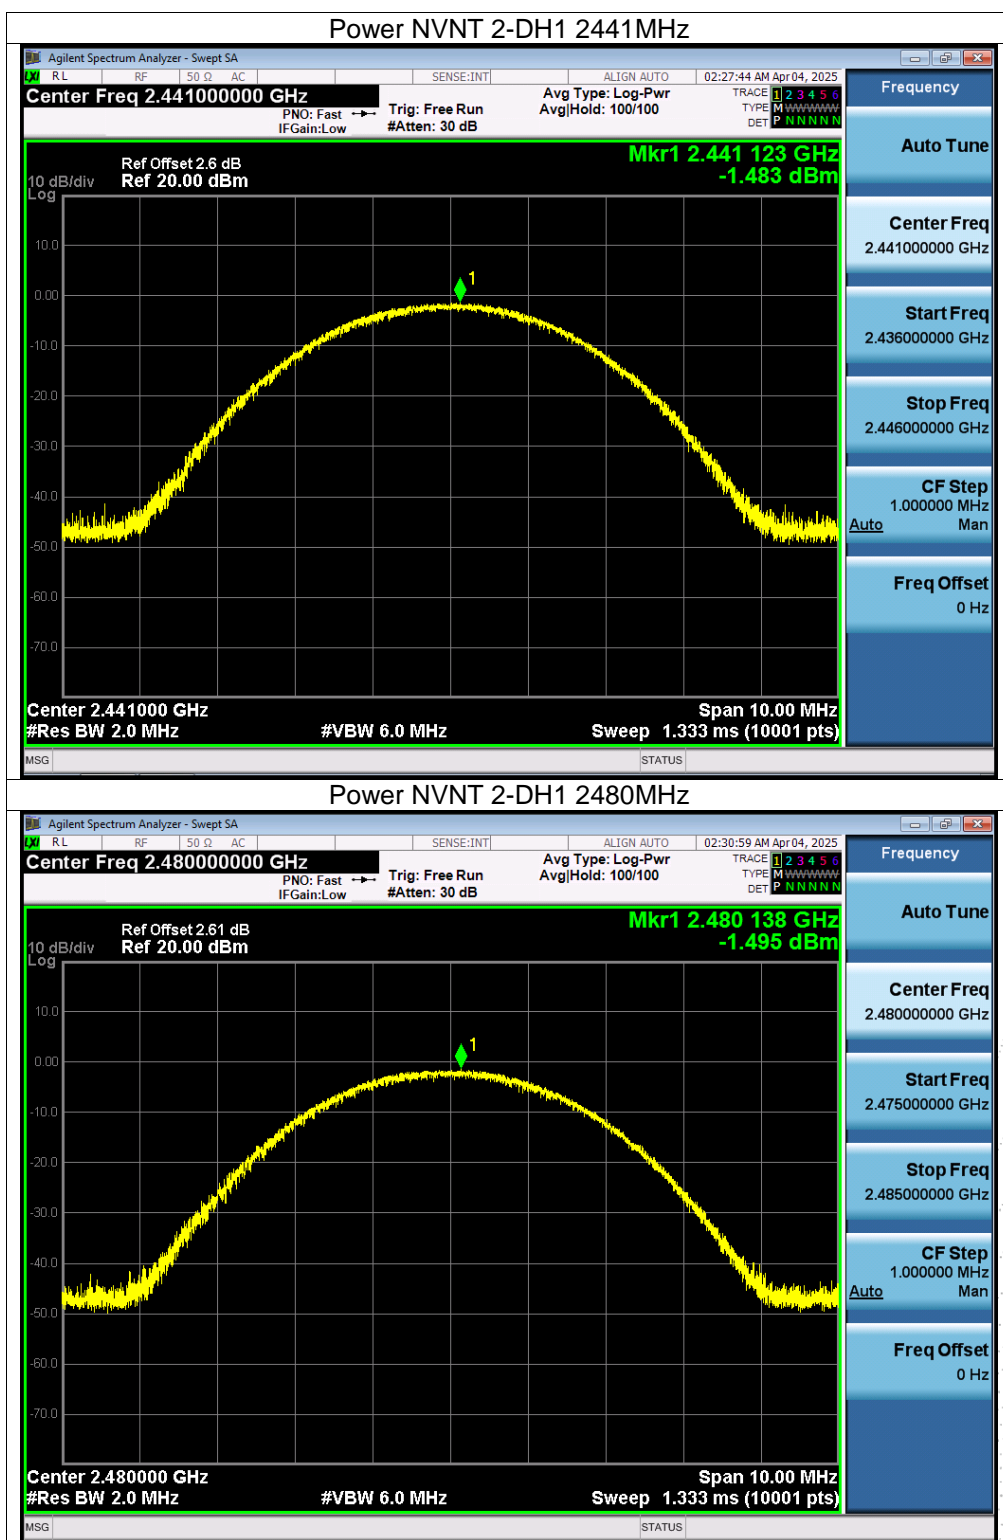 Power NVNT 2-DH1 2441MHz
Agilent Spectrum Analyzer - Swept SA
LXI RL RF 50 Ω AC SENSE:INT ALIGN AUTO 02:27:44 AM Apr 04, 2025
Center Freq 2.441000000 GHz
PNO: Fast
IFGain:Low
Trig: Free Run
#Atten: 30 dB
Avg Type: Log-Pwr
Avg|Hold: 100/100
TRACE 1 2 3 4 5 6
TYPE M W W W W W
DET P N N N N N
Frequency
Auto Tune
Center Freq
2.441000000 GHz
Start Freq
2.436000000 GHz
Stop Freq
2.446000000 GHz
CF Step
1.000000 MHz
Auto Man
Freq Offset
0 Hz
Mkr1 2.441 123 GHz
-1.483 dBm
Ref Offset 2.6 dB
10 dB/div Ref 20.00 dBm
Log
10.0
1
0.00
-10.0
-20.0
-30.0
-40.0
-50.0
-60.0
-70.0
Center 2.441000 GHz Span 10.00 MHz
#Res BW 2.0 MHz #VBW 6.0 MHz Sweep 1.333 ms (10001 pts)
MSG STATUS
Power NVNT 2-DH1 2480MHz
Agilent Spectrum Analyzer - Swept SA
LXI RL RF 50 Ω AC SENSE:INT ALIGN AUTO 02:30:59 AM Apr 04, 2025
Center Freq 2.480000000 GHz
PNO: Fast
IFGain:Low
Trig: Free Run
#Atten: 30 dB
Avg Type: Log-Pwr
Avg|Hold: 100/100
TRACE 1 2 3 4 5 6
TYPE M W W W W W
DET P N N N N N
Frequency
Auto Tune
Center Freq
2.480000000 GHz
Start Freq
2.475000000 GHz
Stop Freq
2.485000000 GHz
CF Step
1.000000 MHz
Auto Man
Freq Offset
0 Hz
Mkr1 2.480 138 GHz
-1.495 dBm
Ref Offset 2.61 dB
10 dB/div Ref 20.00 dBm
Log
10.0
1
0.00
-10.0
-20.0
-30.0
-40.0
-50.0
-60.0
-70.0
Center 2.480000 GHz Span 10.00 MHz
#Res BW 2.0 MHz #VBW 6.0 MHz Sweep 1.333 ms (10001 pts)
MSG STATUS